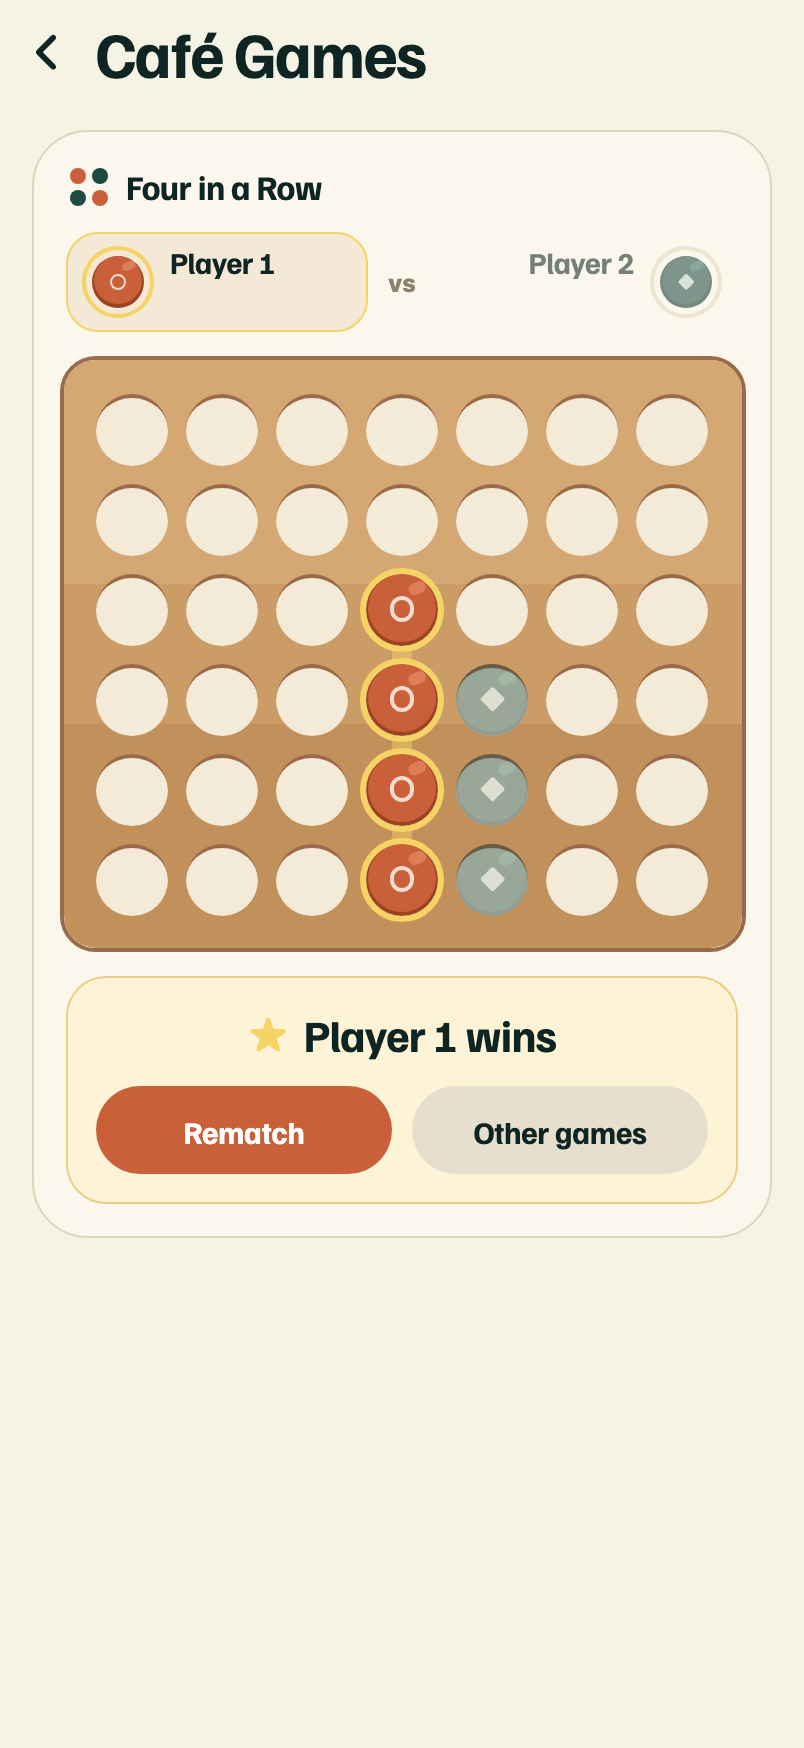 Café Games
Four in a Row
Player 1
vs
Player 2
Player 1 wins
Rematch
Other games